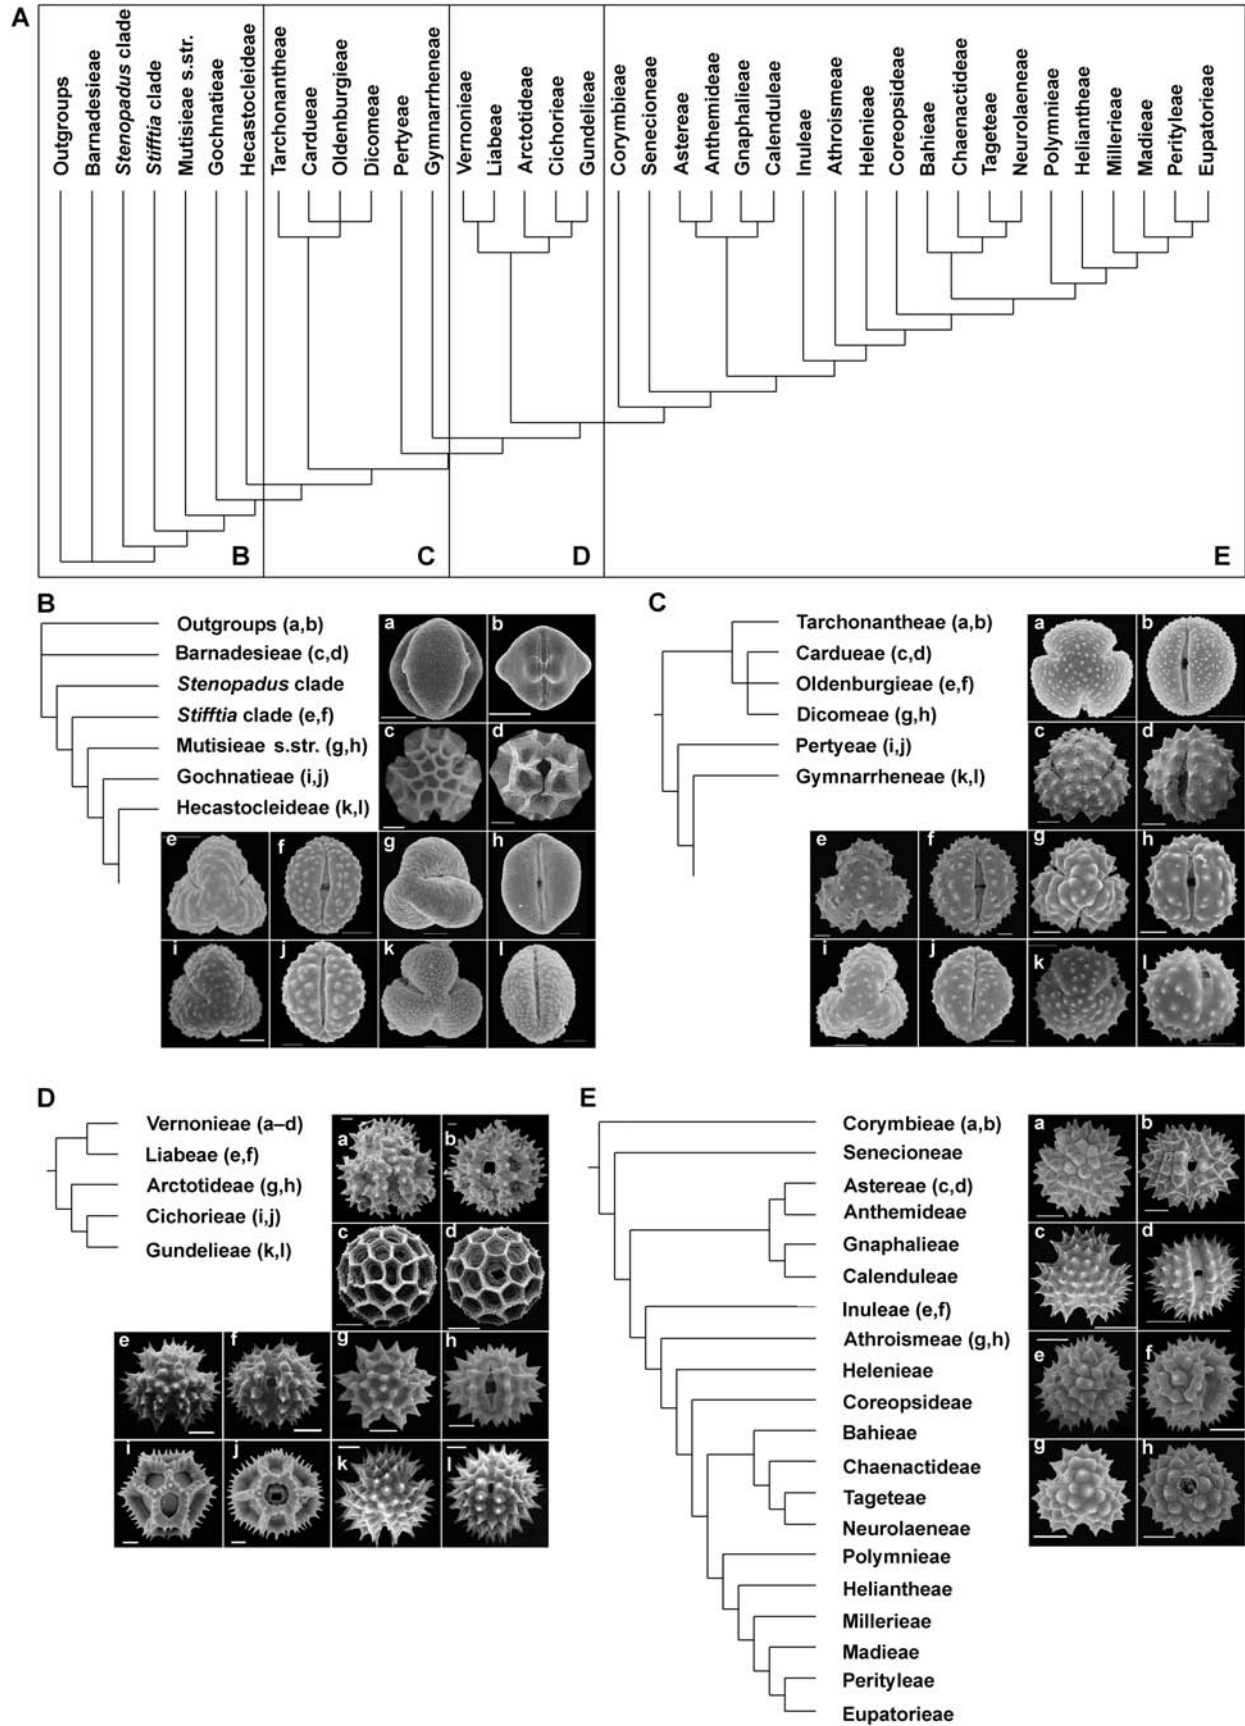 A
Outgroups
Barnadesieae
Stenopadus clade
Stifftia clade
Mutisieae s.str.
Gochnatieae
Hecastocleideae
Tarchonantheae
Cardueae
Oldenburgieae
Dicomeae
Pertyeae
Gymnarrheneae
Vernonieae
Liabeae
Arctotideae
Cichorieae
Gundelieae
Corymbieae
Senecioneae
Astereae
Anthemideae
Gnaphalieae
Calenduleae
Inuleae
Athroismeae
Helenieae
Coreopsideae
Bahieae
Chaenactideae
Tageteae
Neurolaeneae
Polymnieae
Heliantheae
Millerieae
Madieae
Perityleae
Eupatorieae
B
C
D
E
B
Outgroups (a,b)
Barnadesieae (c,d)
Stenopadus clade
Stifftia clade (e,f)
Mutisieae s.str. (g,h)
Gochnatieae (i,j)
Hecastocleideae (k,l)
a
b
c
d
e
f
g
h
i
j
k
l
C
Tarchonantheae (a,b)
Cardueae (c,d)
Oldenburgieae (e,f)
Dicomeae (g,h)
Pertyeae (i,j)
Gymnarrheneae (k,l)
a
b
c
d
e
f
g
h
i
j
k
l
D
Vernonieae (a–d)
Liabeae (e,f)
Arctotideae (g,h)
Cichorieae (i,j)
Gundelieae (k,l)
a
b
c
d
e
f
g
h
i
j
k
l
E
Corymbieae (a,b)
Senecioneae
Astereae (c,d)
Anthemideae
Gnaphalieae
Calenduleae
Inuleae (e,f)
Athroismeae (g,h)
Helenieae
Coreopsideae
Bahieae
Chaenactideae
Tageteae
Neurolaeneae
Polymnieae
Heliantheae
Millerieae
Madieae
Perityleae
Eupatorieae
a
b
c
d
e
f
g
h